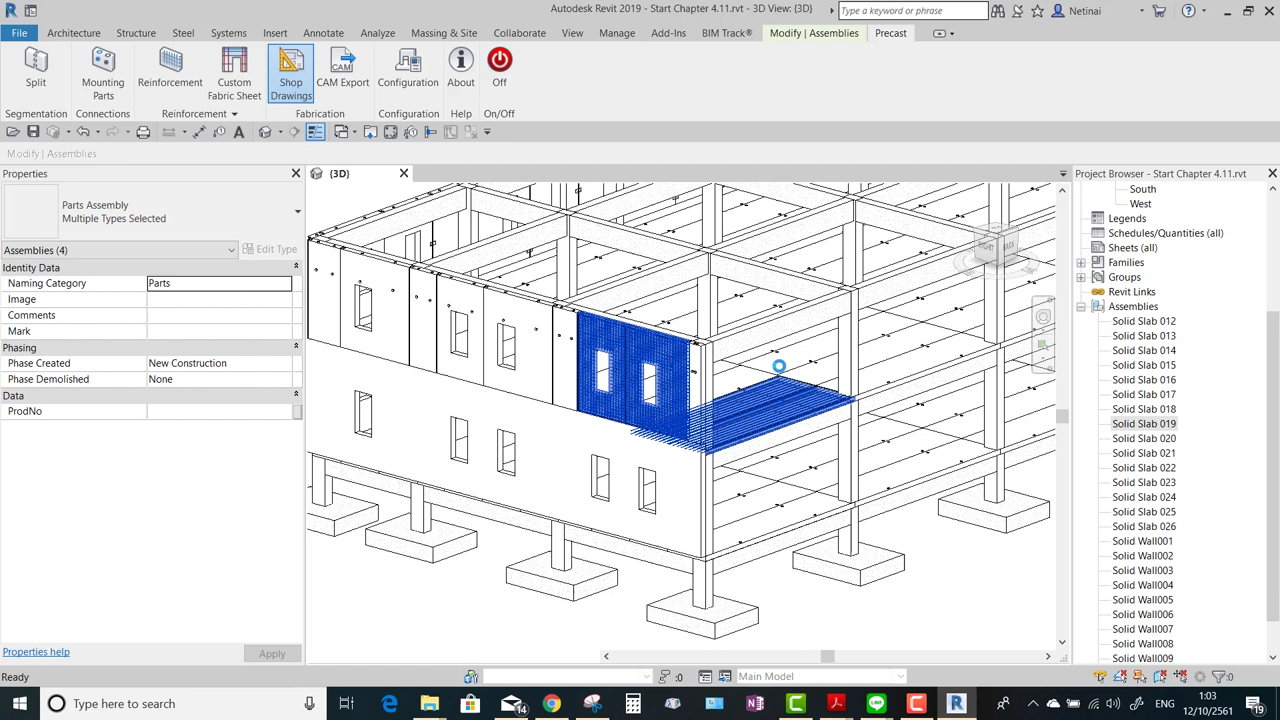 Autodesk Revit 2019 - Start Chapter 4.11.rvt - 3D View: {3D}
Type a keyword or phrase
Netinai
File Architecture Structure Steel Systems Insert Annotate Analyze Massing & Site Collaborate View Manage Add-Ins BIM Track® Modify | Assemblies Precast
Split
Mounting Parts
Reinforcement
Custom Fabric Sheet
Shop Drawings
CAM Export
Configuration
About
Off
Segmentation Connections Reinforcement Fabrication Configuration Help On/Off
Modify | Assemblies
Properties
Parts Assembly
Multiple Types Selected
Assemblies (4)
Edit Type
Identity Data
Naming Category Parts
Image
Comments
Mark
Phasing
Phase Created New Construction
Phase Demolished None
Data
ProdNo
Properties help
Apply
{3D}
RIGHT BACK
Project Browser - Start Chapter 4.11.rvt
South
West
Legends
Schedules/Quantities (all)
Sheets (all)
Families
Groups
Revit Links
Assemblies
Solid Slab 012
Solid Slab 013
Solid Slab 014
Solid Slab 015
Solid Slab 016
Solid Slab 017
Solid Slab 018
Solid Slab 019
Solid Slab 020
Solid Slab 021
Solid Slab 022
Solid Slab 023
Solid Slab 024
Solid Slab 025
Solid Slab 026
Solid Wall001
Solid Wall002
Solid Wall003
Solid Wall004
Solid Wall005
Solid Wall006
Solid Wall007
Solid Wall008
Solid Wall009
Ready
:0
Main Model
:0
Type here to search
14
ENG
1:03
12/10/2561
19